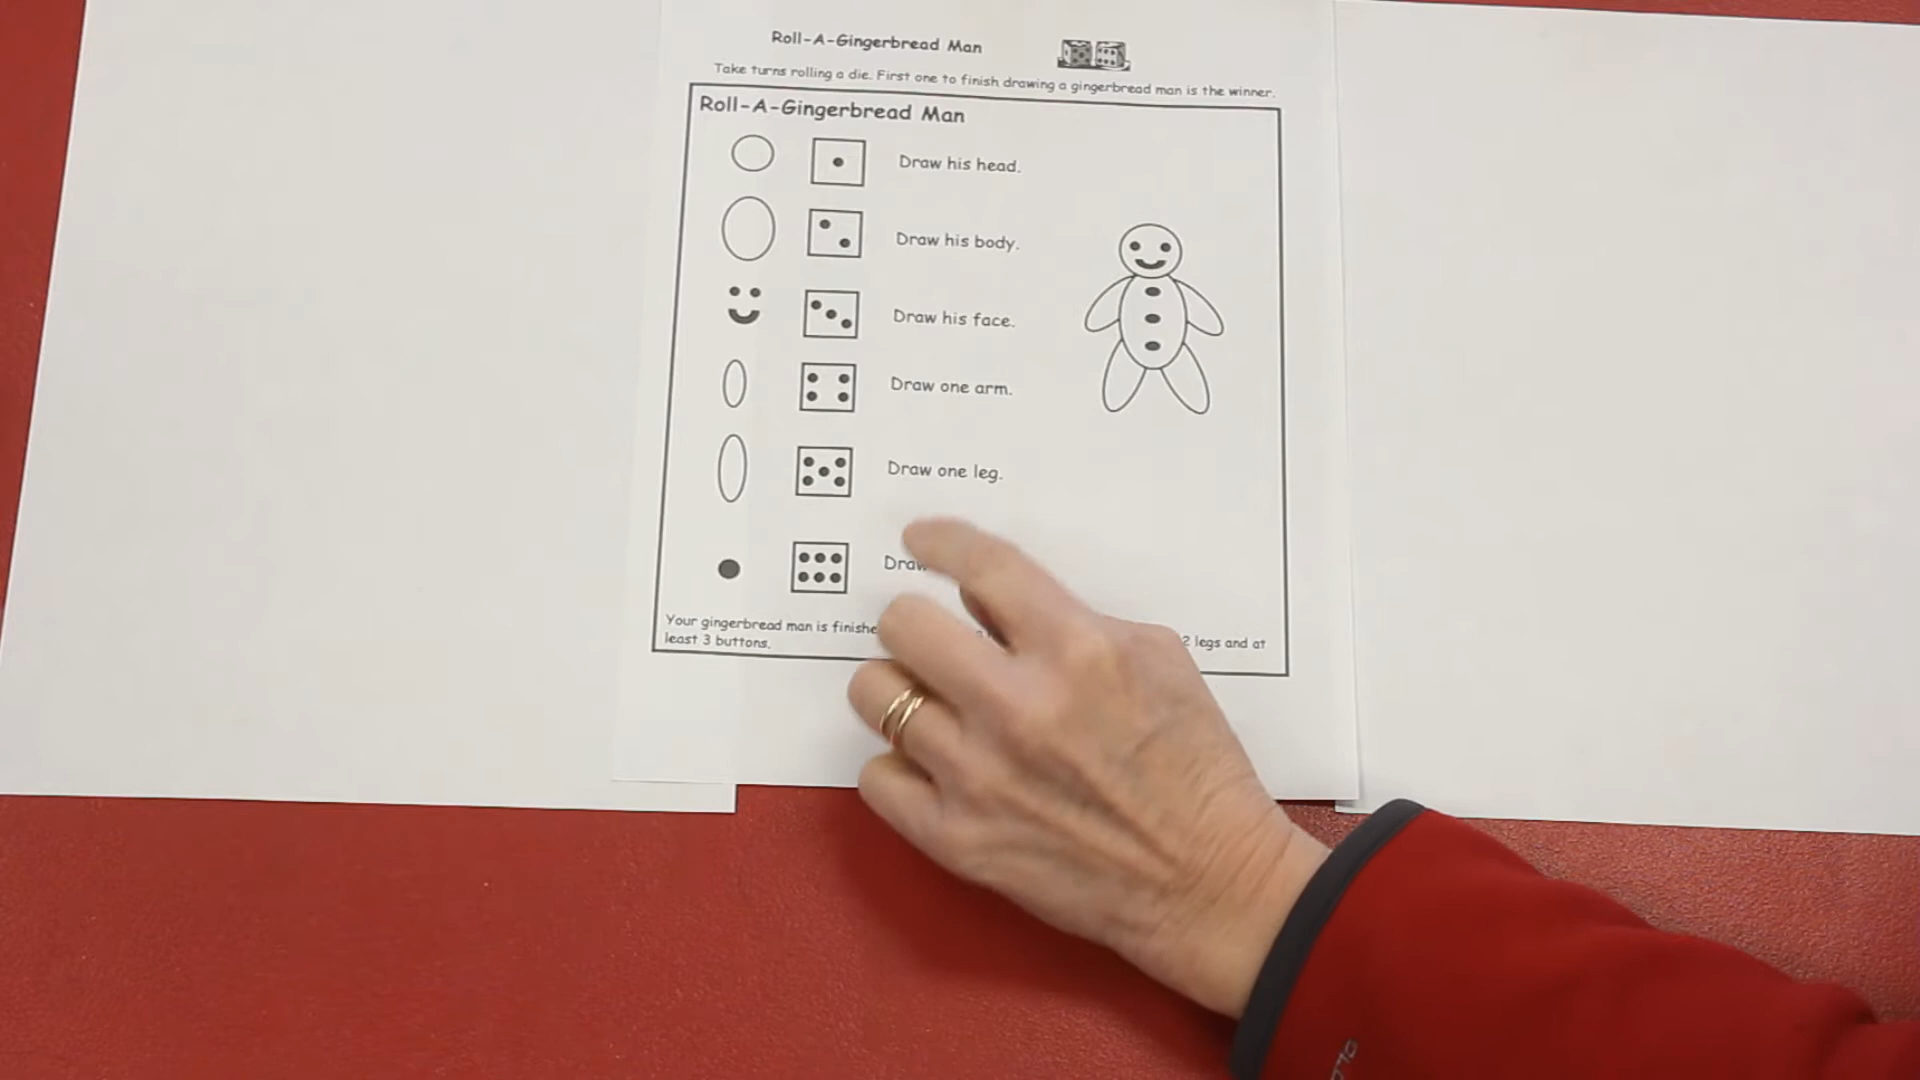 Roll-A-Gingerbread Man
Take turns rolling a die. First one to finish drawing a gingerbread man is the winner.
Roll-A-Gingerbread Man
Draw his head.
Draw his body.
Draw his face.
Draw one arm.
Draw one leg.
Draw
Your gingerbread man is 2 legs and at
least 3 buttons.